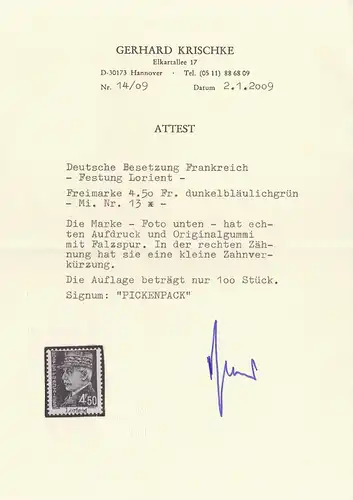 GERHARD KRISCHKE
Elkartallee 17
D-30173 Hannover · Tel. (05 11) 88 68 09
Nr. 14/09 Datum 2.1.2009
ATTEST
Deutsche Besetzung Frankreich
- Festung Lorient -
Freimarke 4.50 Fr. dunkelbläulichgrün
- Mi. Nr. 13 * -
Die Marke - Foto unten - hat ech-
ten Aufdruck und Originalgummi
mit Falzspur. In der rechten Zäh-
nung hat sie eine kleine Zahnver-
kürzung.
Die Auflage beträgt nur 100 Stück.
Signum: "PICKENPACK"
4f50